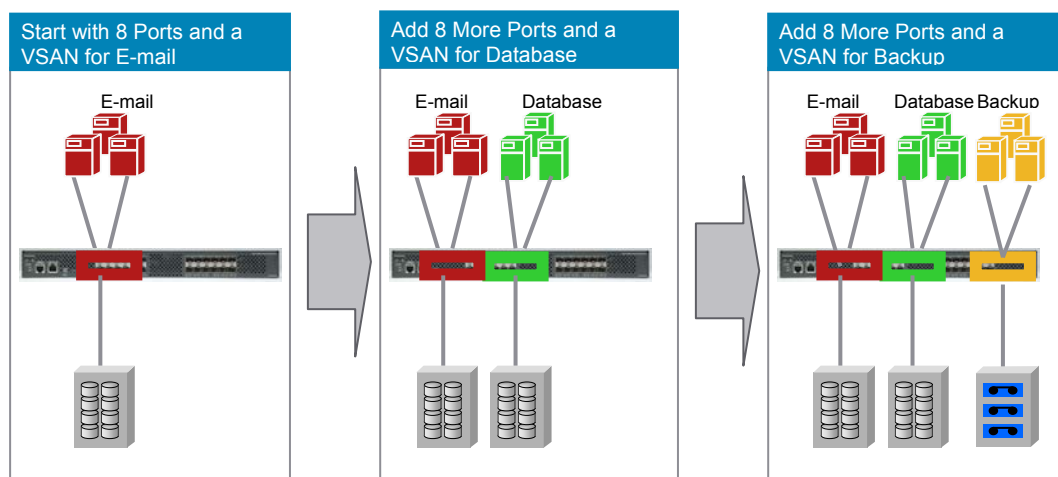 Start with 8 Ports and a
VSAN for E-mail
E-mail
Add 8 More Ports and a
VSAN for Database
E-mail
Database
Add 8 More Ports and a
VSAN for Backup
E-mail
Database
Backup